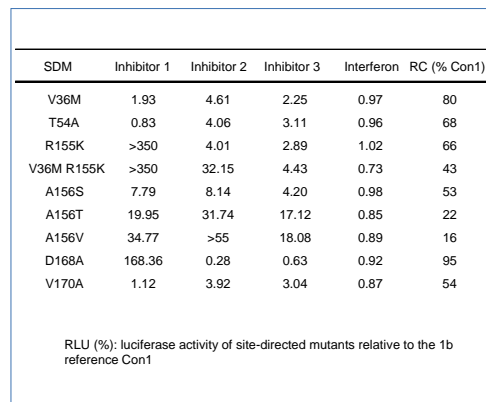 SDM Inhibitor 1 Inhibitor 2 Inhibitor 3 Interferon RC (% Con1)
V36M 1.93 4.61 2.25 0.97 80
T54A 0.83 4.06 3.11 0.96 68
R155K >350 4.01 2.89 1.02 66
V36M R155K >350 32.15 4.43 0.73 43
A156S 7.79 8.14 4.20 0.98 53
A156T 19.95 31.74 17.12 0.85 22
A156V 34.77 >55 18.08 0.89 16
D168A 168.36 0.28 0.63 0.92 95
V170A 1.12 3.92 3.04 0.87 54
RLU (%): luciferase activity of site-directed mutants relative to the 1b
reference Con1